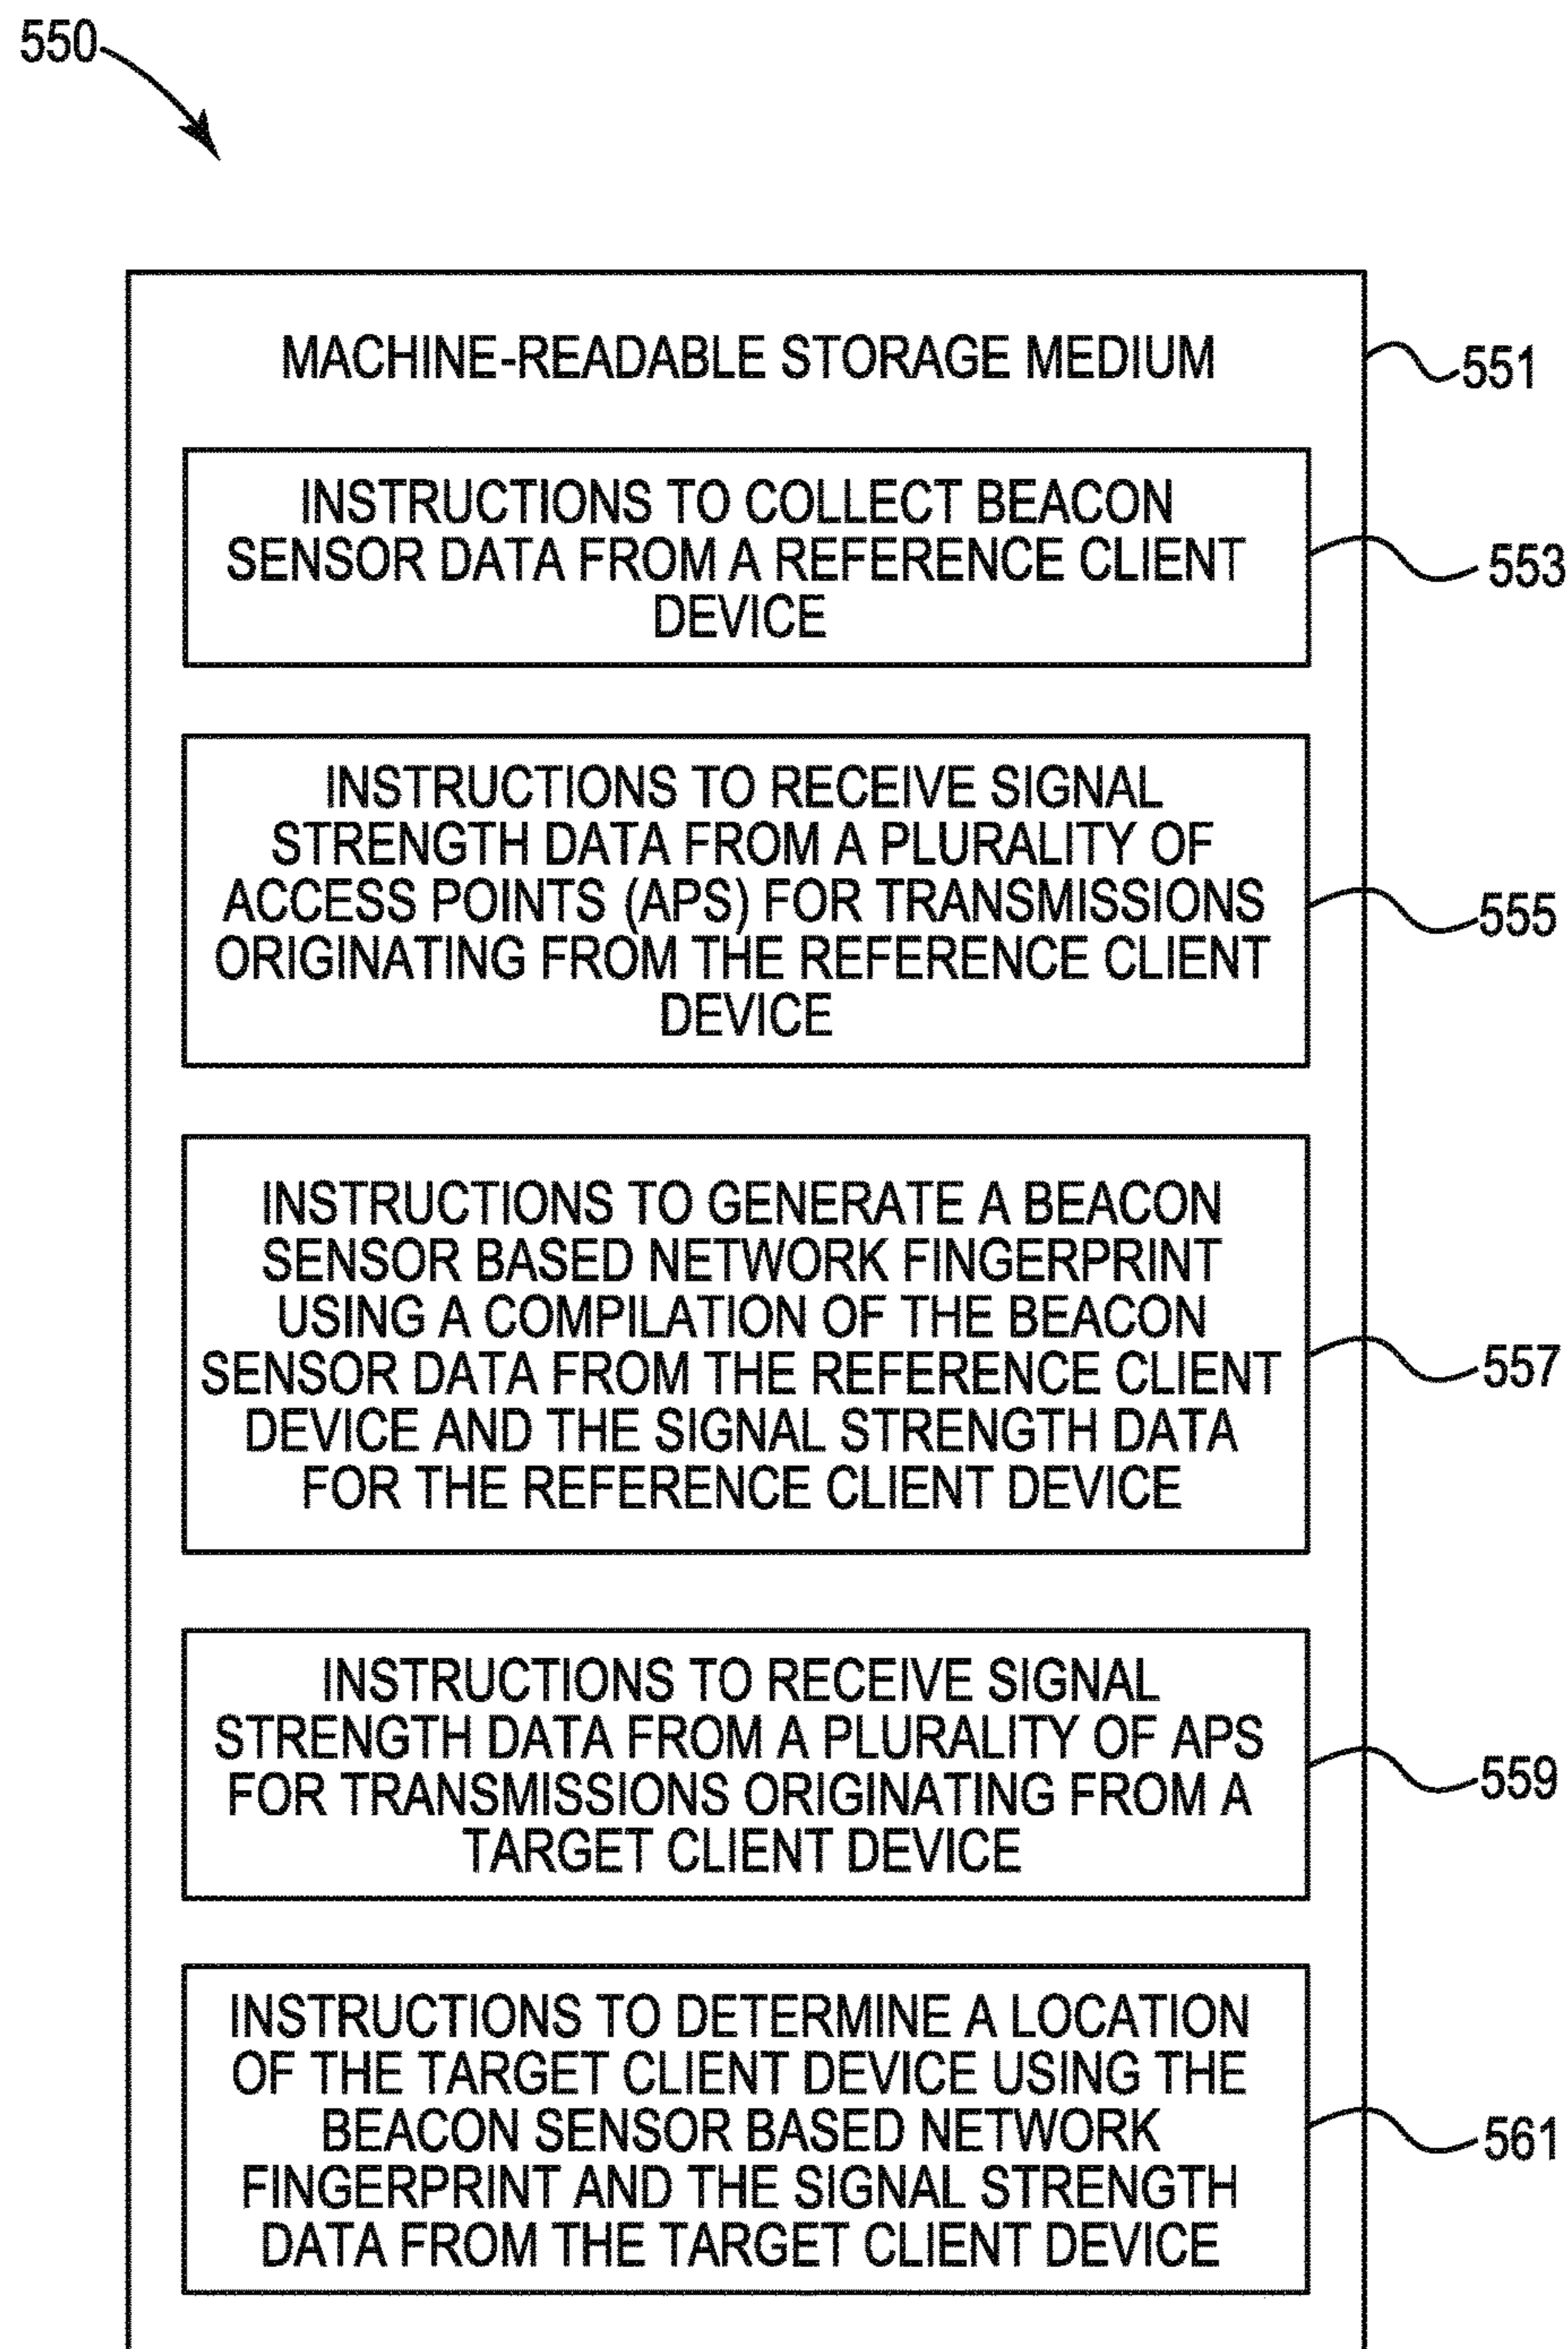 550
MACHINE-READABLE STORAGE MEDIUM
551
INSTRUCTIONS TO COLLECT BEACON
SENSOR DATA FROM A REFERENCE CLIENT
DEVICE
553
INSTRUCTIONS TO RECEIVE SIGNAL
STRENGTH DATA FROM A PLURALITY OF
ACCESS POINTS (APS) FOR TRANSMISSIONS
ORIGINATING FROM THE REFERENCE CLIENT
DEVICE
555
INSTRUCTIONS TO GENERATE A BEACON
SENSOR BASED NETWORK FINGERPRINT
USING A COMPILATION OF THE BEACON
SENSOR DATA FROM THE REFERENCE CLIENT
DEVICE AND THE SIGNAL STRENGTH DATA
FOR THE REFERENCE CLIENT DEVICE
557
INSTRUCTIONS TO RECEIVE SIGNAL
STRENGTH DATA FROM A PLURALITY OF APS
FOR TRANSMISSIONS ORIGINATING FROM A
TARGET CLIENT DEVICE
559
INSTRUCTIONS TO DETERMINE A LOCATION
OF THE TARGET CLIENT DEVICE USING THE
BEACON SENSOR BASED NETWORK
FINGERPRINT AND THE SIGNAL STRENGTH
DATA FROM THE TARGET CLIENT DEVICE
561